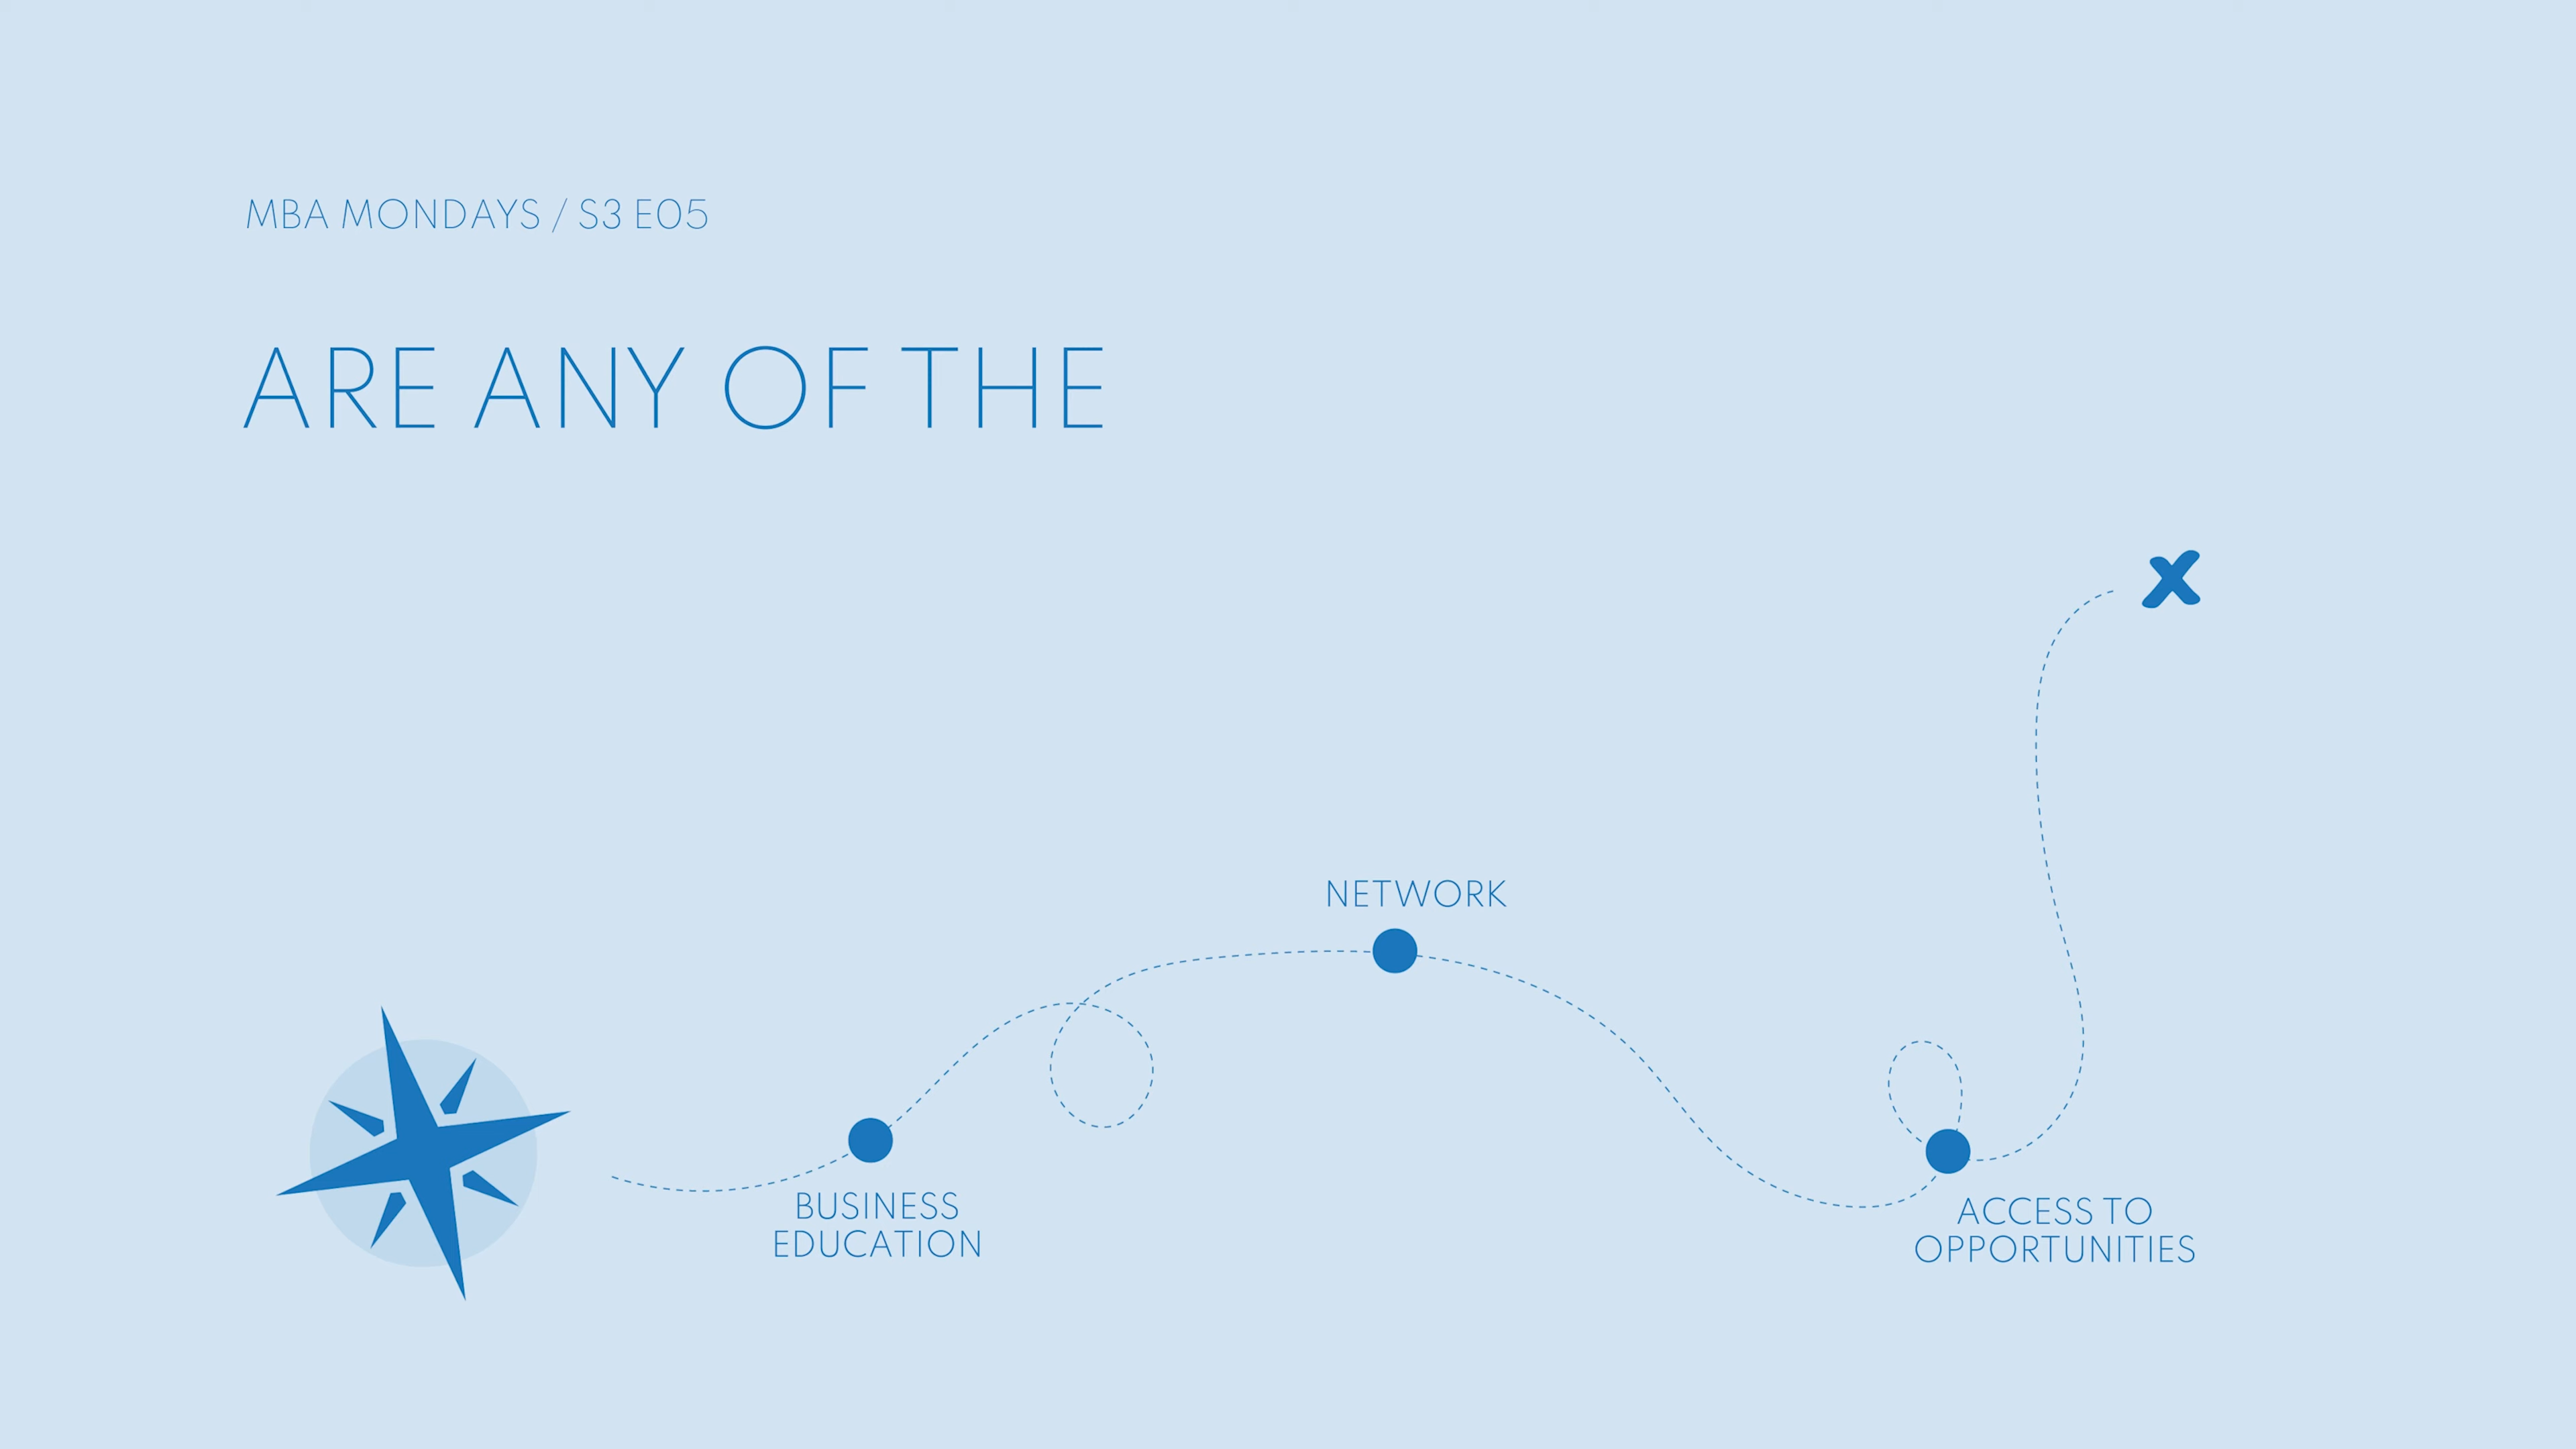 MBA MONDAYS / S3 E05
ARE ANY OF THE
NETWORK
BUSINESS
EDUCATION
ACCESS TO
OPPORTUNITIES